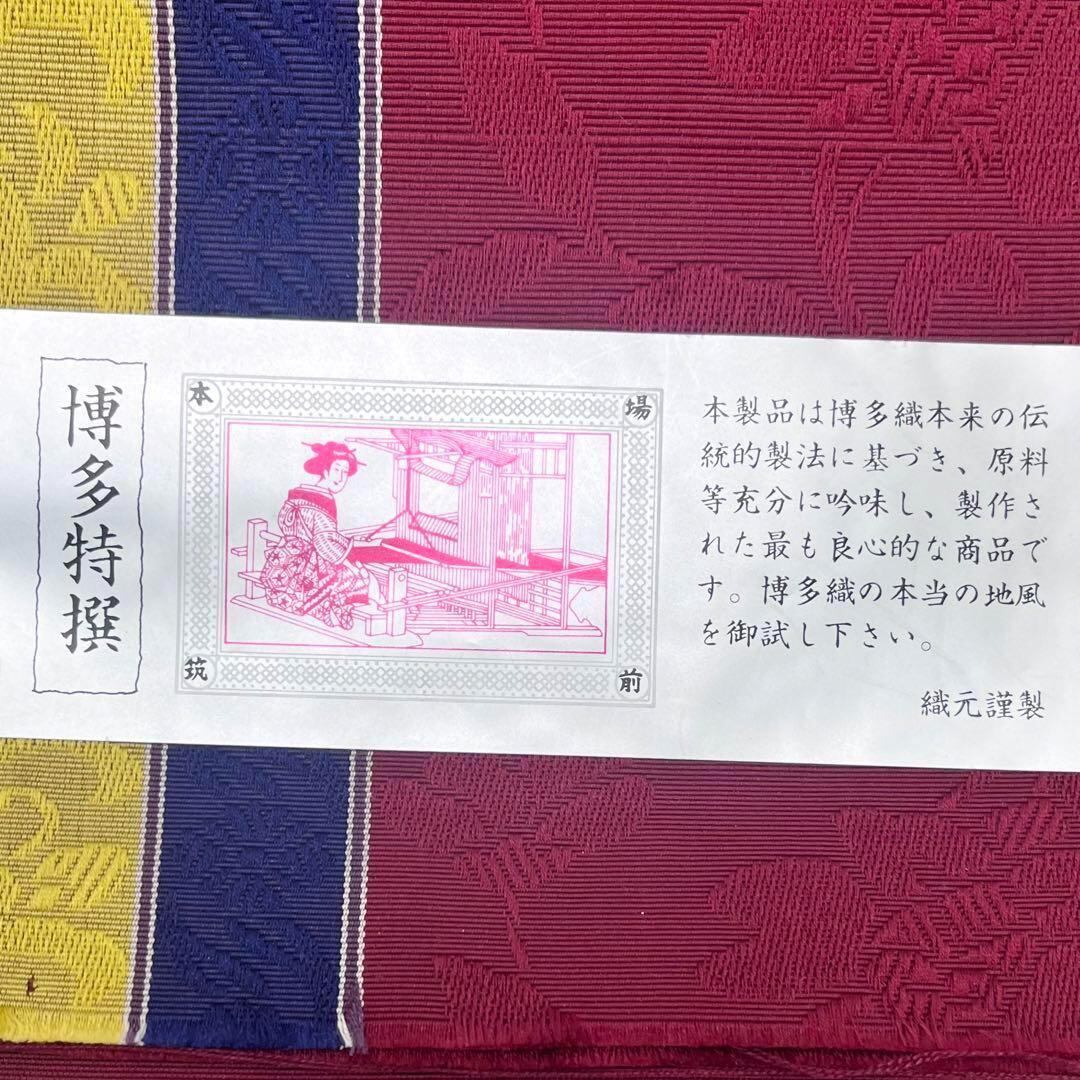 博多特撰
本
場
筑
前
本製品は博多織本来の伝
統的製法に基づき、原料
等充分に吟味し、製作さ
れた最も良心的な商品で
す。博多織の本当の地風
を御試し下さい。
織元謹製